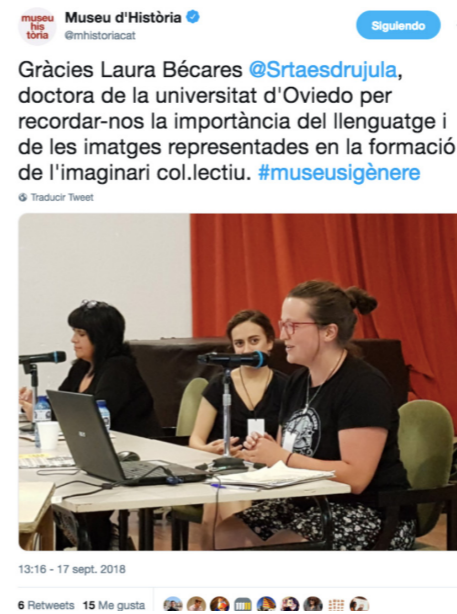 museu
his
tòria
Museu d'Història
@mhistoriacat
Siguiendo
Gràcies Laura Bécares @Srtaesdrujula,
doctora de la universitat d'Oviedo per
recordar-nos la importància del llenguatge i
de les imatges representades en la formació
de l'imaginari col.lectiu. #museusigènere
Traducir Tweet
13:16 - 17 sept. 2018
6 Retweets 15 Me gusta